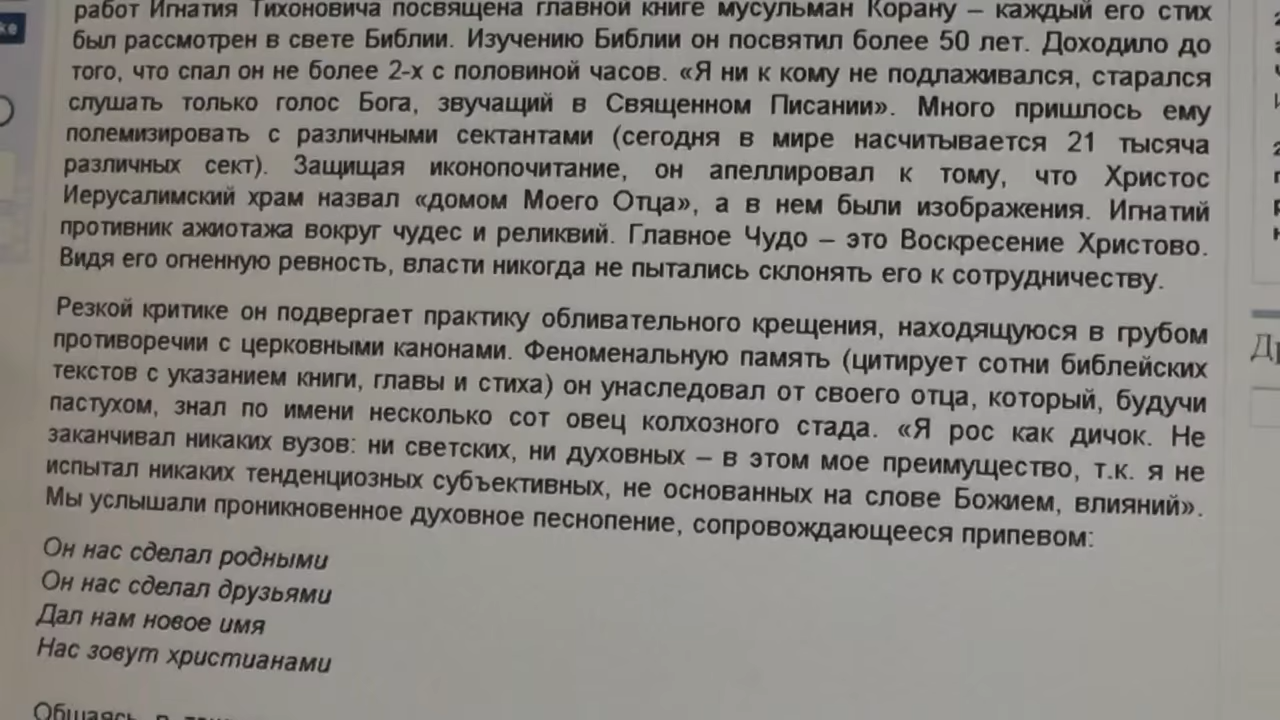 ke
работ Игнатия Тихоновича посвящена главной книге мусульман Корану – каждый его стих
был рассмотрен в свете Библии. Изучению Библии он посвятил более 50 лет. Доходило до
того, что спал он не более 2-х с половиной часов. «Я ни к кому не подлаживался, старался
слушать только голос Бога, звучащий в Священном Писании». Много пришлось ему
полемизировать с различными сектантами (сегодня в мире насчитывается 21 тысяча
различных сект). Защищая иконопочитание, он апеллировал к тому, что Христос
Иерусалимский храм назвал «домом Моего Отца», а в нем были изображения. Игнатий
противник ажиотажа вокруг чудес и реликвий. Главное Чудо – это Воскресение Христово.
Видя его огненную ревность, власти никогда не пытались склонять его к сотрудничеству.
Резкой критике он подвергает практику обливательного крещения, находящуюся в грубом
противоречии с церковными канонами. Феноменальную память (цитирует сотни библейских
текстов с указанием книги, главы и стиха) он унаследовал от своего отца, который, будучи
пастухом, знал по имени несколько сот овец колхозного стада. «Я рос как дичок. Не
заканчивал никаких вузов: ни светских, ни духовных – в этом мое преимущество, т.к. я не
испытал никаких тенденциозных субъективных, не основанных на слове Божием, влияний».
Мы услышали проникновенное духовное песнопение, сопровождающееся припевом:
Он нас сделал родными
Он нас сделал друзьями
Дал нам новое имя
Нас зовут христианами
Общаясь в